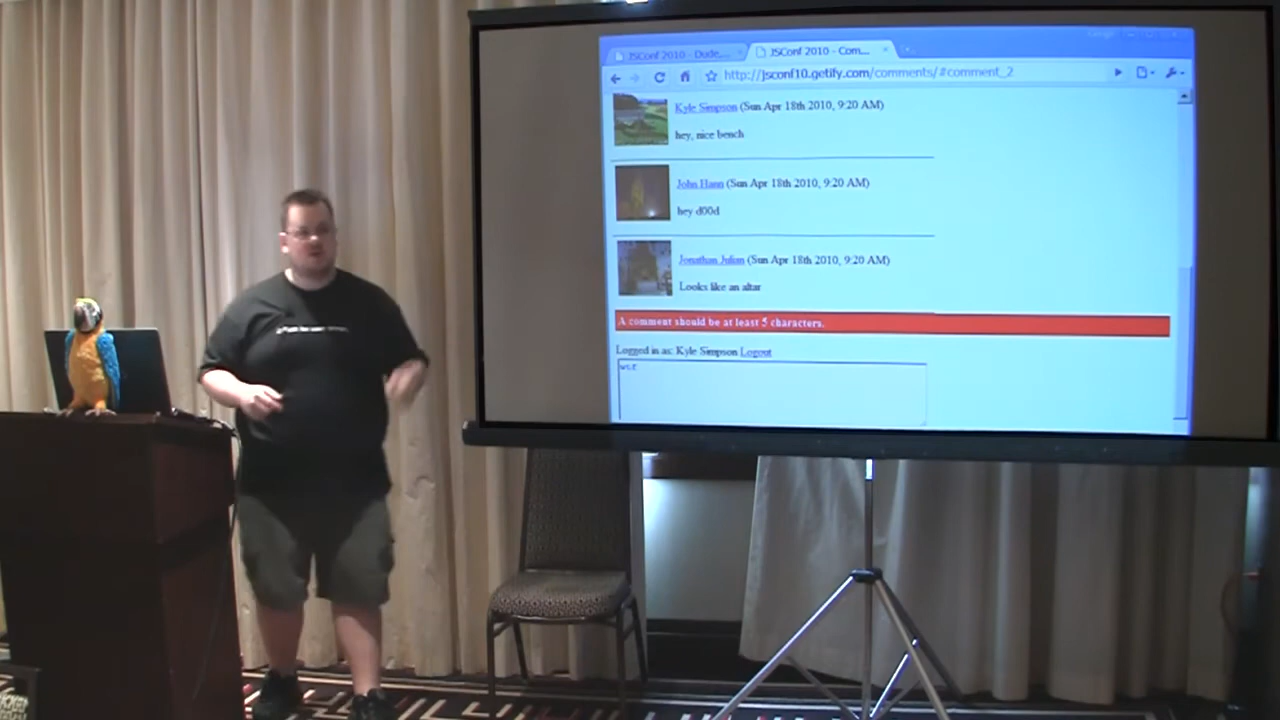 JSConf 2010 - Dude,...
JSConf 2010 - Com...
http://jsconf10.getify.com/comments/#comment_2
Kyle Simpson (Sun Apr 18th 2010, 9:20 AM)
hey, nice bench
John Hann (Sun Apr 18th 2010, 9:20 AM)
hey d00d
Jonathan Julian (Sun Apr 18th 2010, 9:20 AM)
Looks like an altar
A comment should be at least 5 characters.
Logged in as: Kyle Simpson Logout